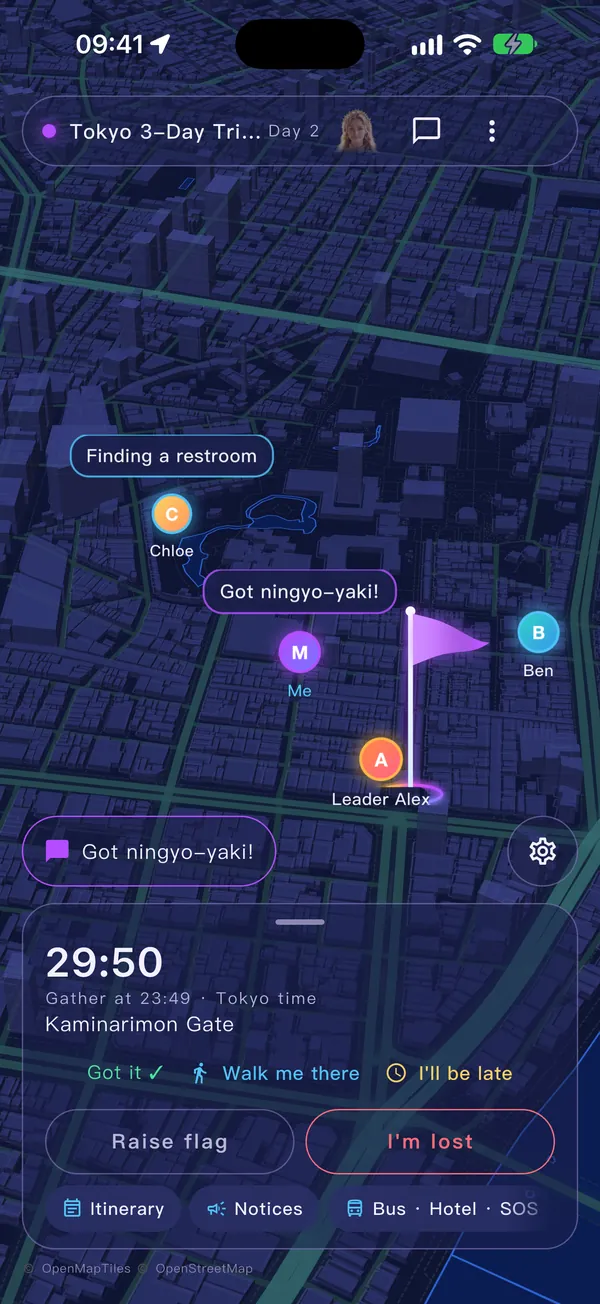 09:41
Tokyo 3-Day Tri... Day 2
Finding a restroom
C
Chloe
Got ningyo-yaki!
B
M
Ben
Me
A
Leader Alex
Got ningyo-yaki!
29:50
Gather at 23:49 · Tokyo time
Kaminarimon Gate
Got it ✓ Walk me there I'll be late
Raise flag I'm lost
Itinerary Notices Bus · Hotel · SOS
© OpenMapTiles © OpenStreetMap